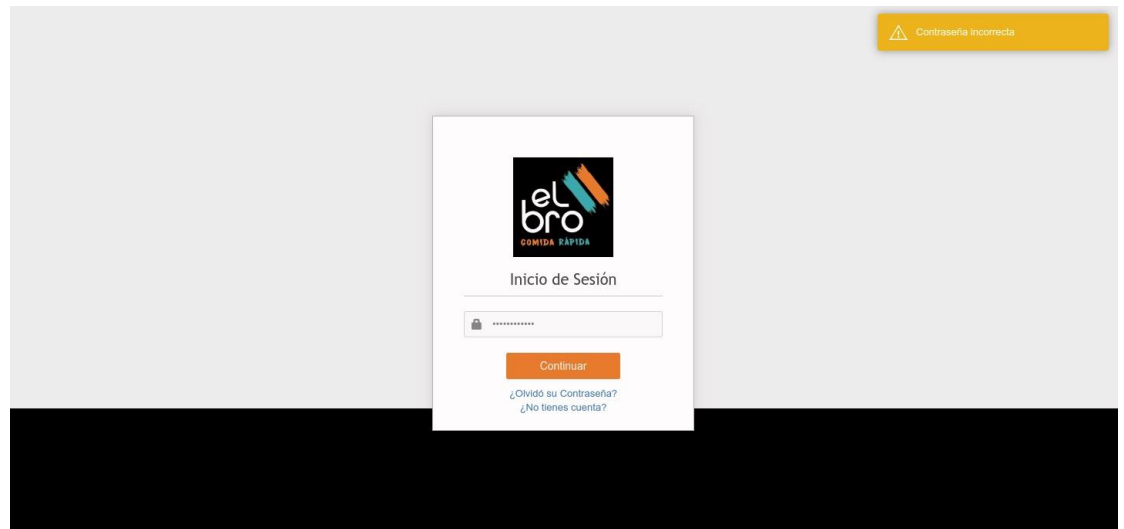 Contraseña incorrecta
eL
bro
COMIDA RÁPIDA
Inicio de Sesión
Continuar
¿Olvidó su Contraseña?
¿No tienes cuenta?